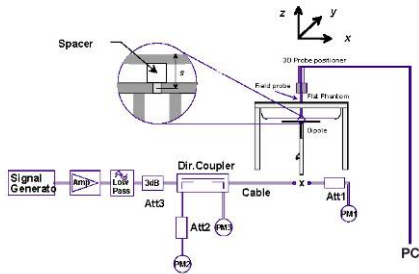 z
y
x
Spacer
s
3D Probe positioner
Field probe
Flat Phantom
Dipole
Dir.Coupler
Signal
Generato
Amp
Low
Pass
3dB
Cable
x
Att3
Att1
Att2
PM3
PM1
PM2
PC